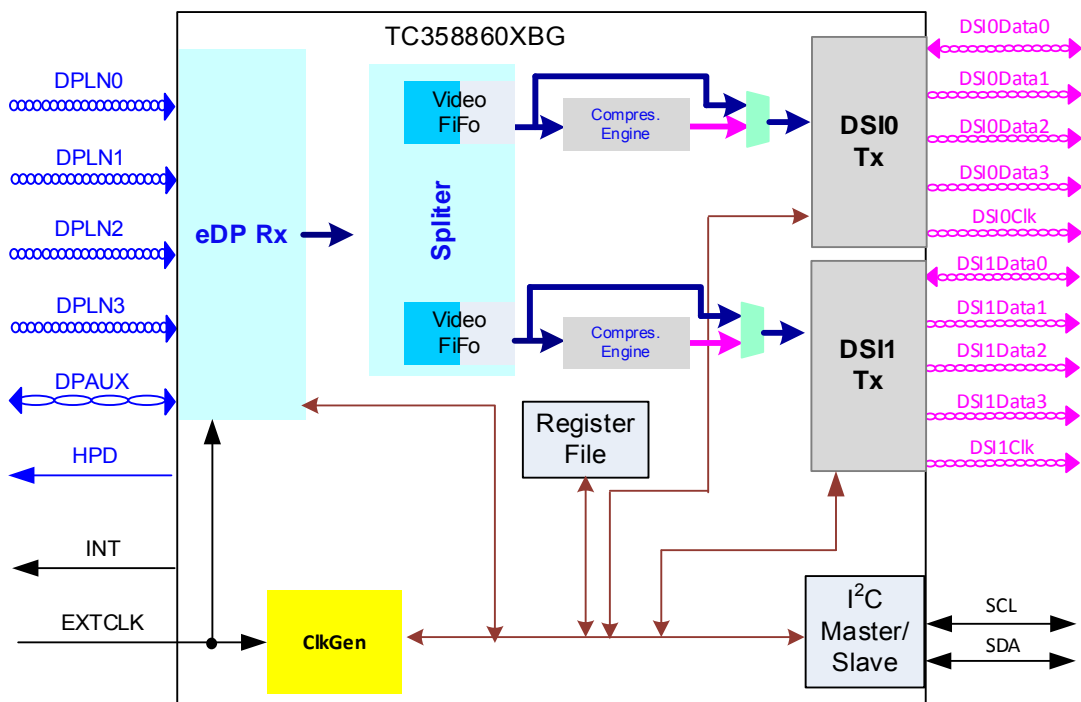 TC358860XBG
DPLN0
DPLN1
DPLN2
DPLN3
DPAUX
HPD
INT
EXTCLK
eDP Rx
Spliter
Video
FiFo
Compres.
Engine
Video
FiFo
Compres.
Engine
DSI0
Tx
DSI1
Tx
Register
File
ClkGen
I²C
Master/
Slave
DSI0Data0
DSI0Data1
DSI0Data2
DSI0Data3
DSI0Clk
DSI1Data0
DSI1Data1
DSI1Data2
DSI1Data3
DSI1Clk
SCL
SDA